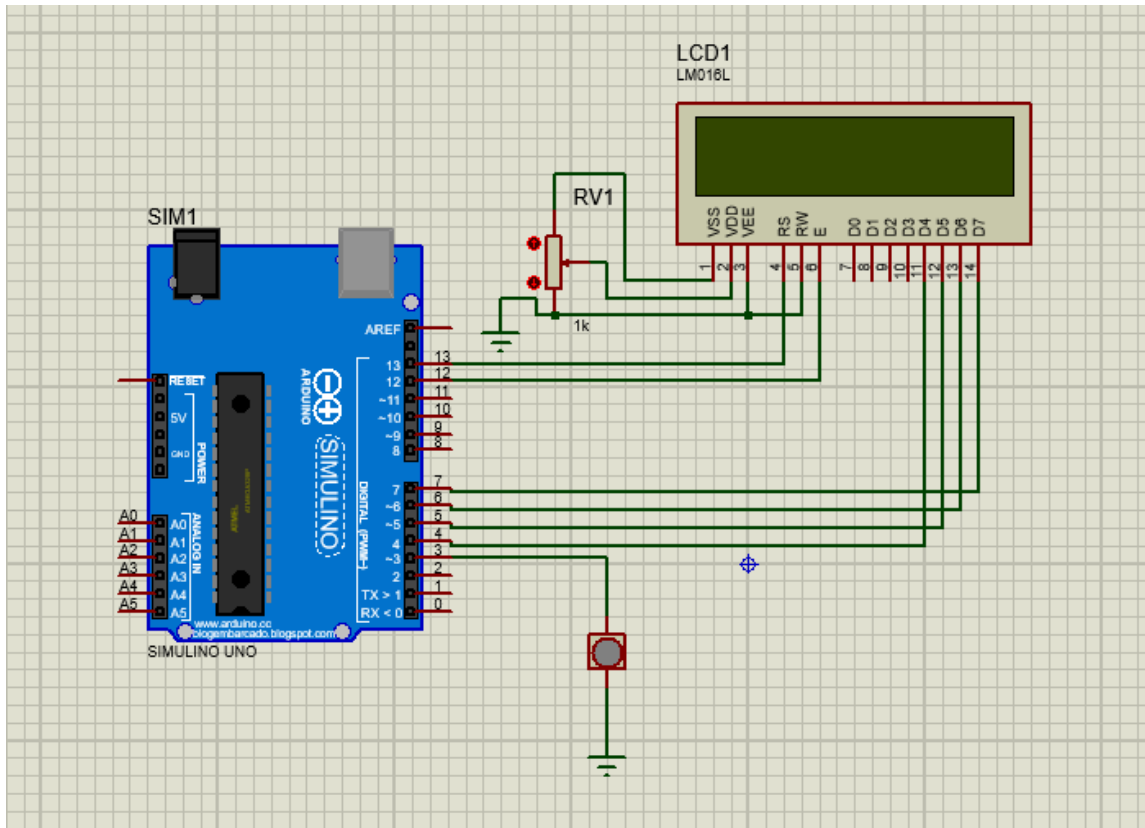 LCD1
LM016L
RV1
1k
VSS
VDD
VEE
RS
RW
E
D0
D1
D2
D3
D4
D5
D6
D7
1
2
3
4
5
6
7
8
9
10
11
12
13
14
SIM1
AREF
13 13
12 12
~11 11
~10 10
~9 9
8 8
7 7
~6 6
~5 5
4 4
~3 3
2 2
TX > 1 1
RX < 0 0
RESET
5V
GND
POWER
A0 A0
A1 A1
A2 A2
A3 A3
A4 A4
A5 A5
ANALOG IN
ARDUINO
SIMULINO
DIGITAL (PWM~)
ATMEL
www.arduino.cc
blogembarcado.blogspot.com
SIMULINO UNO